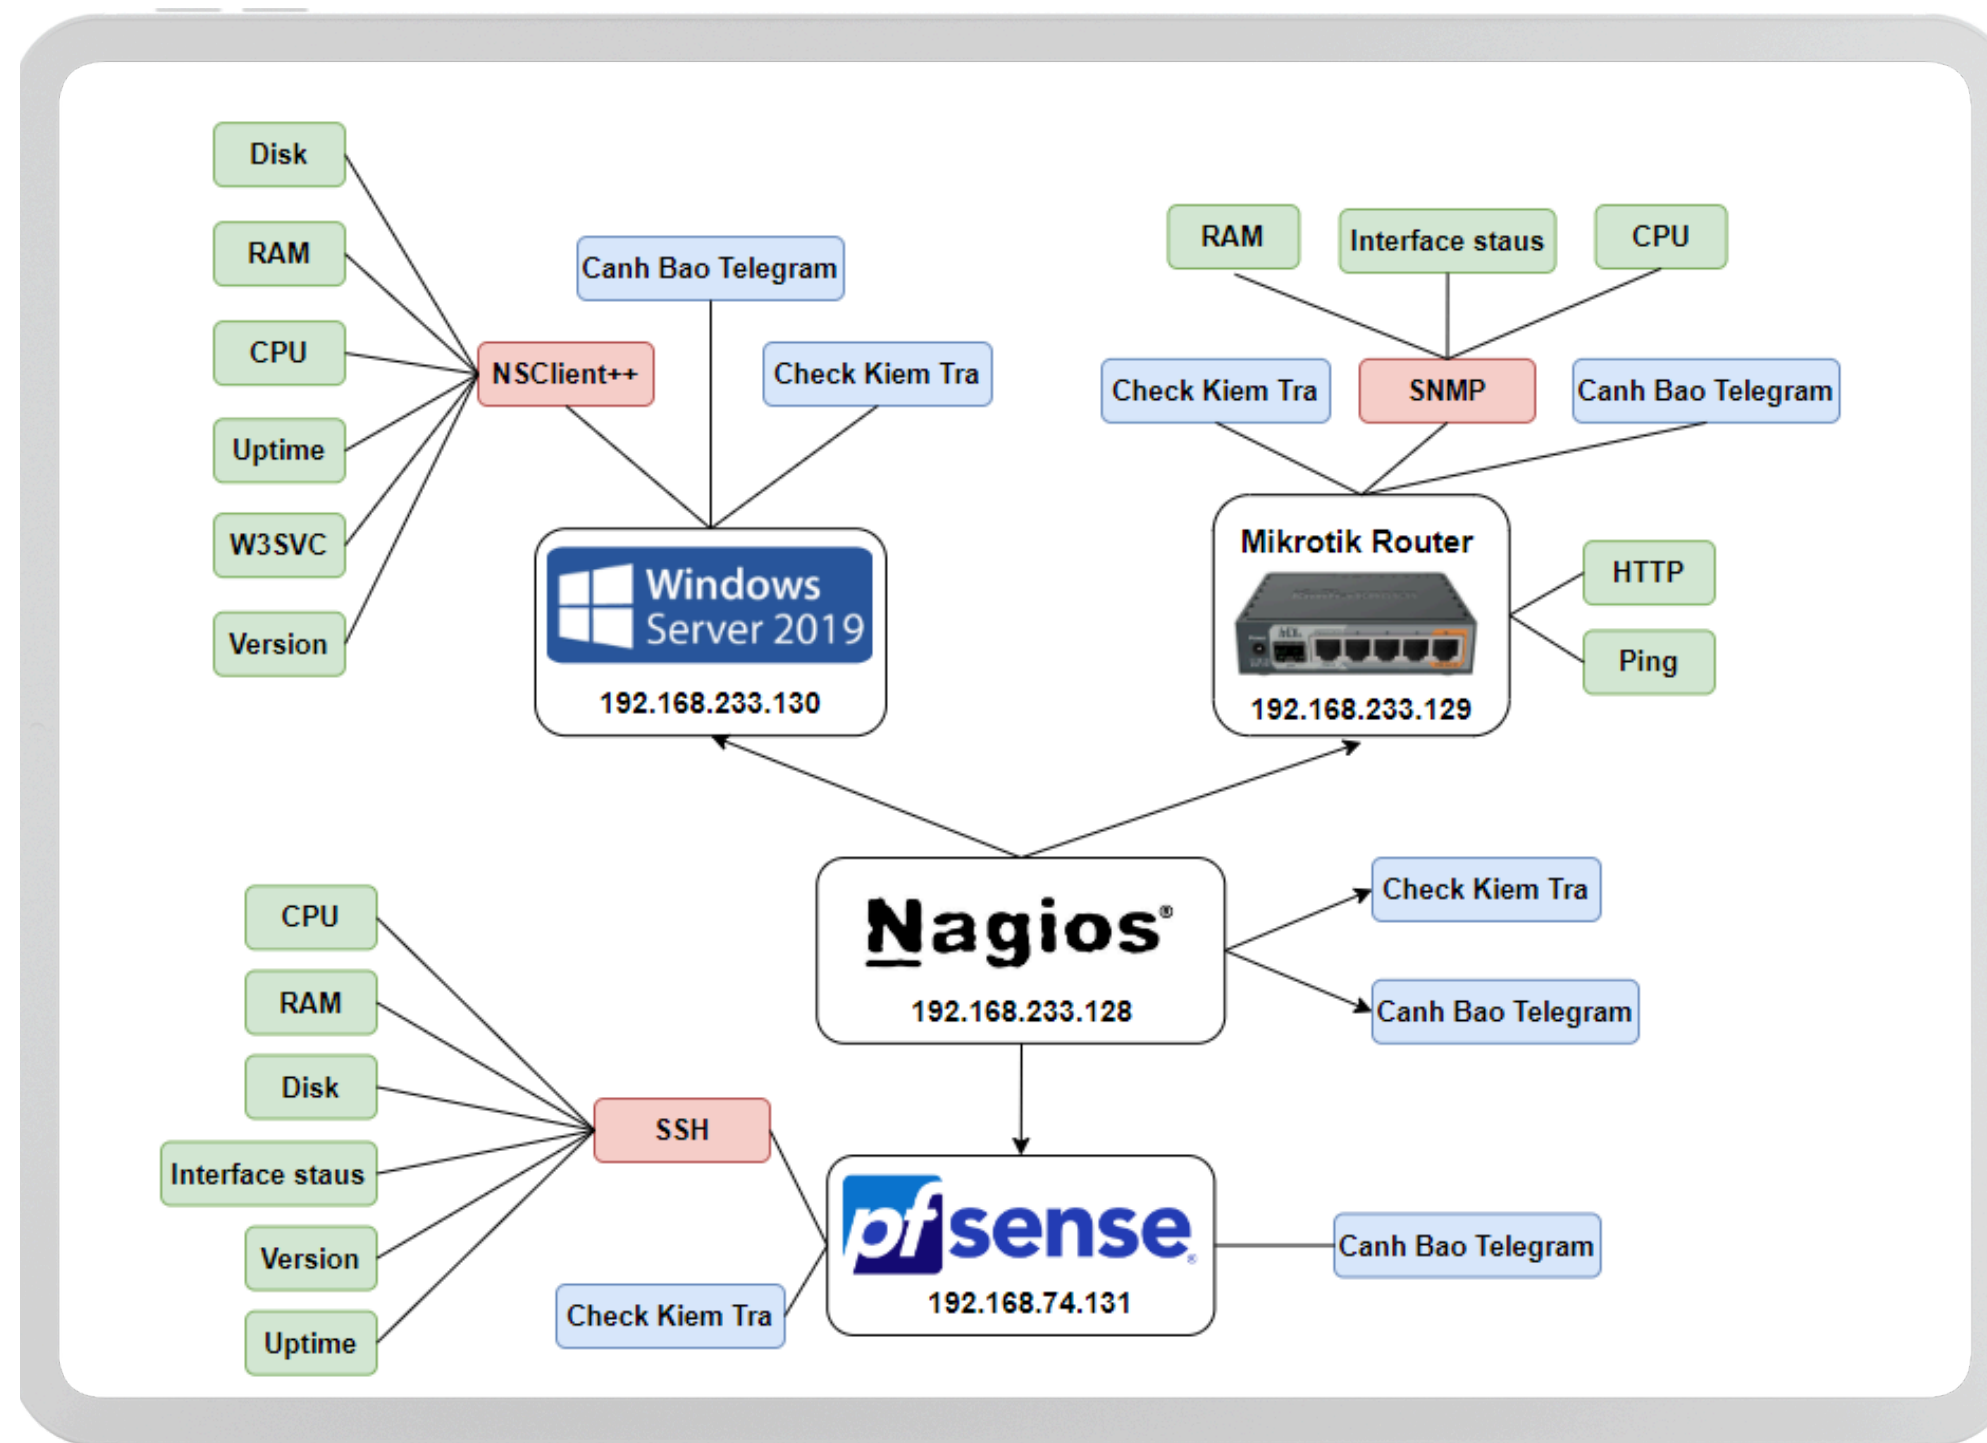 Disk
RAM
CPU
Uptime
W3SVC
Version
NSClient++
Canh Bao Telegram
Check Kiem Tra
Windows
Server 2019
192.168.233.130
RAM
Interface staus
CPU
Check Kiem Tra
SNMP
Canh Bao Telegram
Mikrotik Router
192.168.233.129
HTTP
Ping
Nagios®
192.168.233.128
Check Kiem Tra
Canh Bao Telegram
CPU
RAM
Disk
Interface staus
Version
Uptime
SSH
Check Kiem Tra
pfsense®
192.168.74.131
Canh Bao Telegram